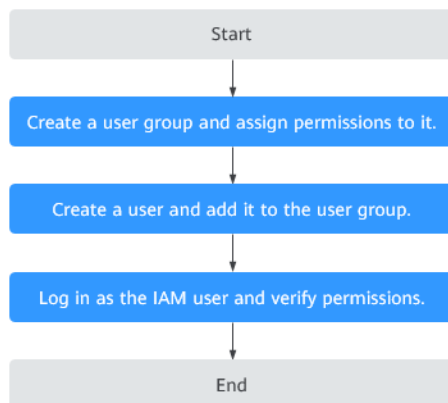 Start
Create a user group and assign permissions to it.
Create a user and add it to the user group.
Log in as the IAM user and verify permissions.
End